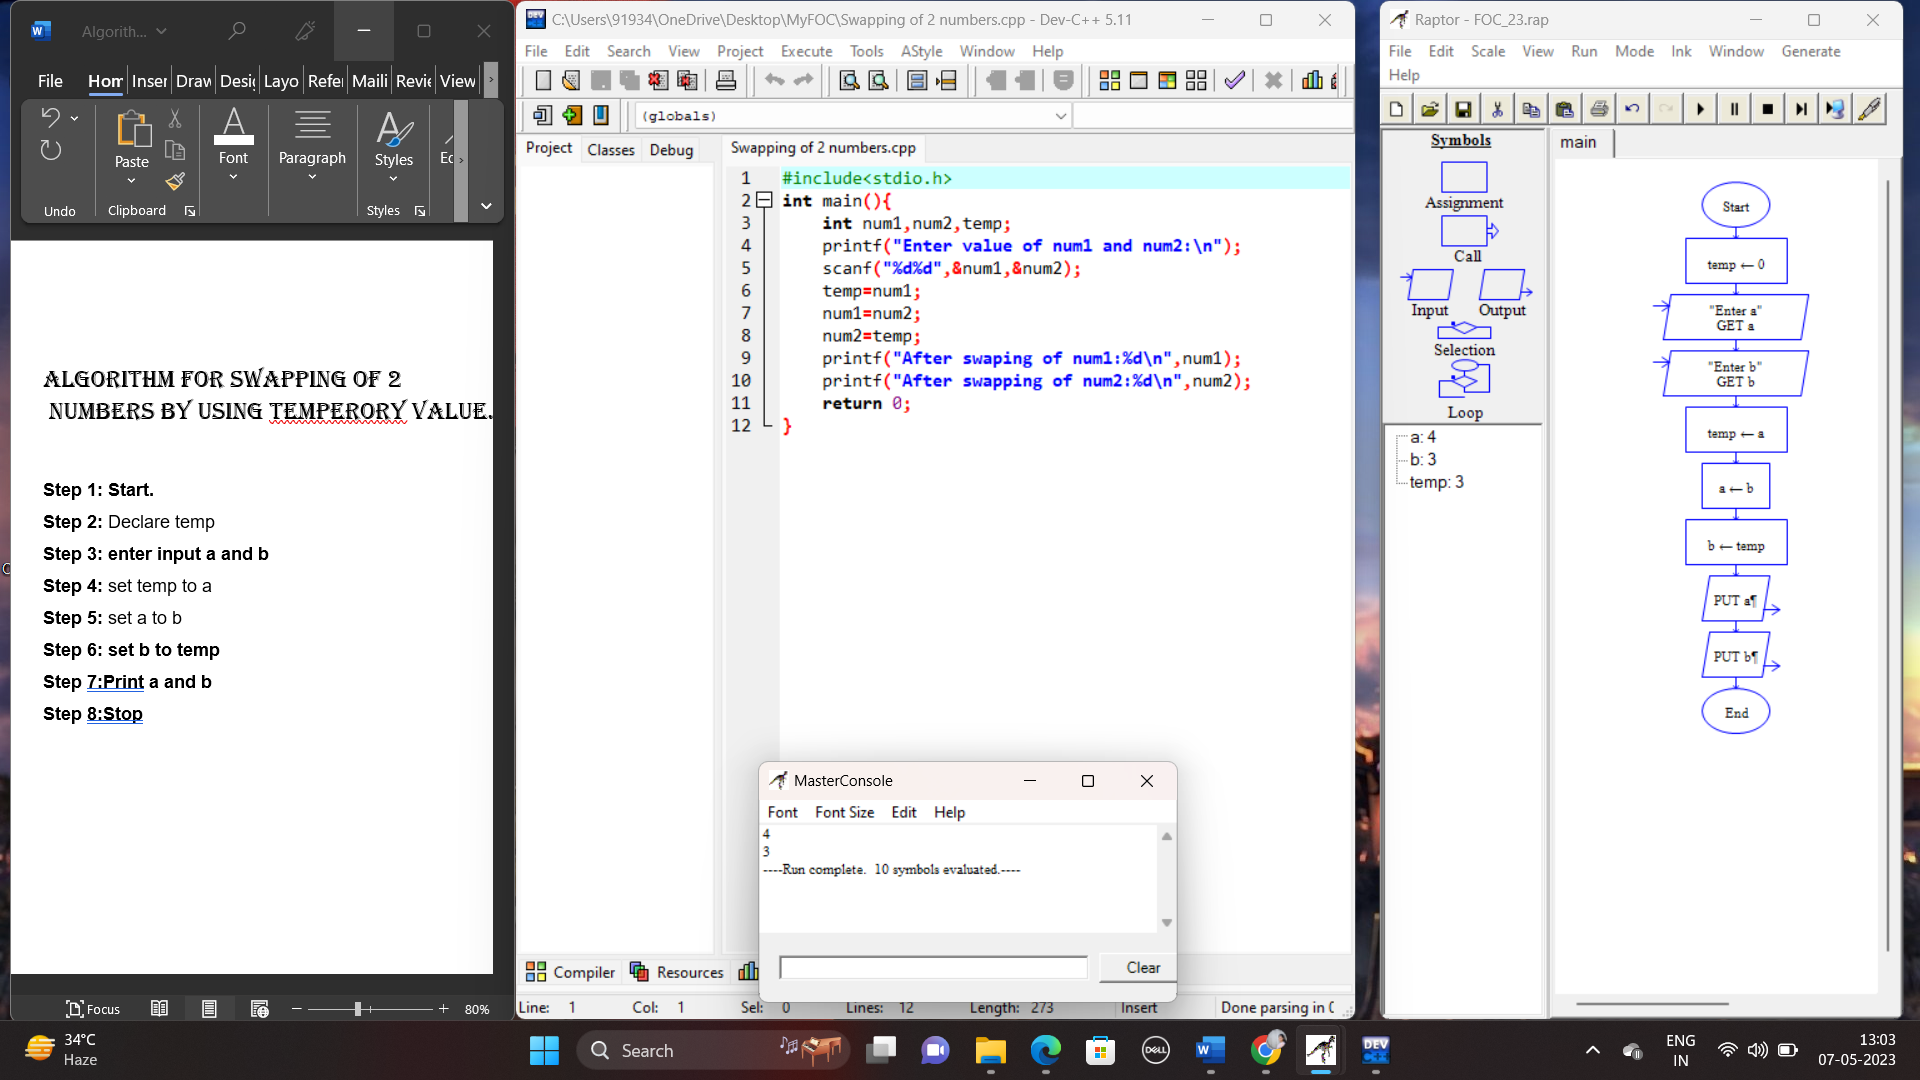 Algorith...
File
Hor
Inser
Draw
Desig
Layo
Refer
Maili
Revie
View
Undo
Paste
Clipboard
Font
Paragraph
Styles
Styles
ALGORITHM FOR SWAPPING OF 2
NUMBERS BY USING TEMPERORY VALUE.
Step 1: Start.
Step 2: Declare temp
Step 3: enter input a and b
Step 4: set temp to a
Step 5: set a to b
Step 6: set b to temp
Step 7:Print a and b
Step 8:Stop
Focus
80%
C:\Users\91934\OneDrive\Desktop\MyFOC\Swapping of 2 numbers.cpp - Dev-C++ 5.11
File Edit Search View Project Execute Tools AStyle Window Help
(globals)
Project Classes Debug
Swapping of 2 numbers.cpp
1 #include<stdio.h>
2 int main(){
3 int num1,num2,temp;
4 printf("Enter value of num1 and num2:\n");
5 scanf("%d%d",&num1,&num2);
6 temp=num1;
7 num1=num2;
8 num2=temp;
9 printf("After swaping of num1:%d\n",num1);
10 printf("After swapping of num2:%d\n",num2);
11 return 0;
12 }
Compiler Resources
Line: 1 Col: 1 Sel: 0 Lines: 12 Length: 273 Insert Done parsing in
MasterConsole
Font Font Size Edit Help
4
3
----Run complete. 10 symbols evaluated.----
Clear
Raptor - FOC_23.rap
File Edit Scale View Run Mode Ink Window Generate
Help
Symbols
Assignment
Call
Input Output
Selection
Loop
a: 4
b: 3
temp: 3
main
Start
temp ← 0
"Enter a"
GET a
"Enter b"
GET b
temp ← a
a ← b
b ← temp
PUT a¶
PUT b¶
End
34°C
Haze
Search
DELL
DEV
C++
ENG
IN
13:03
07-05-2023